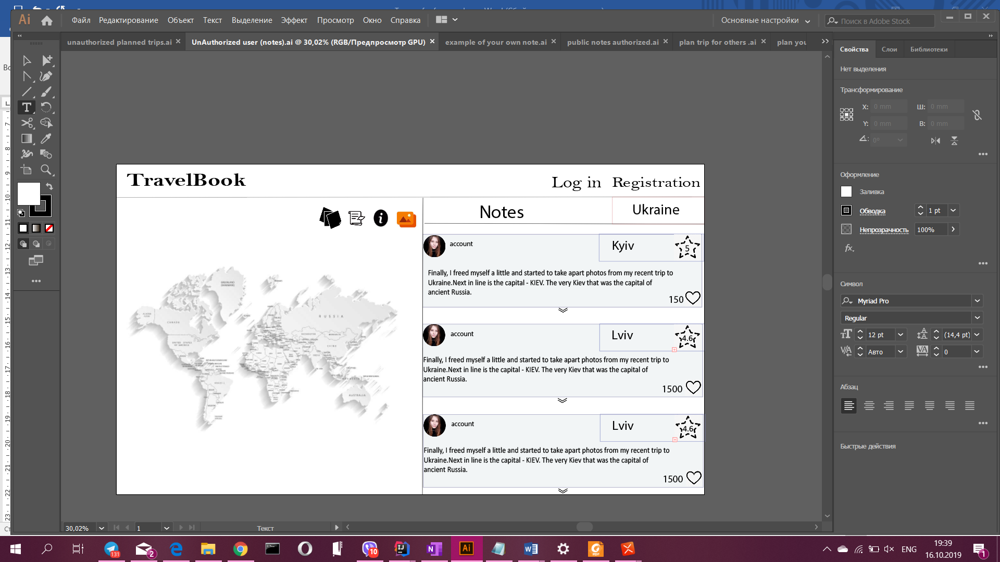 Ai
Файл Редактирование Объект Текст Выделение Эффект Просмотр Окно Справка
Основные настройки
Поиск в Adobe Stock
unauthorized planned trips.ai
UnAuthorized user (notes).ai @ 30,02% (RGB/Предпросмотр GPU)
example of your own note.ai
public notes authorized.ai
plan trip for others .ai
plan you
Свойства Слои Библиотеки
Нет выделения
Трансформирование
X: 0 mm Ш: 0 mm
Y: 0 mm В: 0 mm
0°
Оформление
Заливка
Обводка 1 pt
Непрозрачность 100%
fx.
Символ
Myriad Pro
Regular
12 pt (14,4 pt)
Авто 0
Абзац
Быстрые действия
TravelBook
Log in Registration
Notes Ukraine
account Kyiv 5
Finally, I freed myself a little and started to take apart photos from my recent trip to
Ukraine.Next in line is the capital - KIEV. The very Kiev that was the capital of
ancient Russia.
150
account Lviv 4.6
Finally, I freed myself a little and started to take apart photos from my recent trip to
Ukraine.Next in line is the capital - KIEV. The very Kiev that was the capital of
ancient Russia.
1500
account Lviv 4.6
Finally, I freed myself a little and started to take apart photos from my recent trip to
Ukraine.Next in line is the capital - KIEV. The very Kiev that was the capital of
ancient Russia.
1500
RUSSIA
CANADA
CHINA
BRAZIL
AUSTRALIA
30,02% 1 Текст
131
2
10
Ai
ENG
19:39
16.10.2019
1